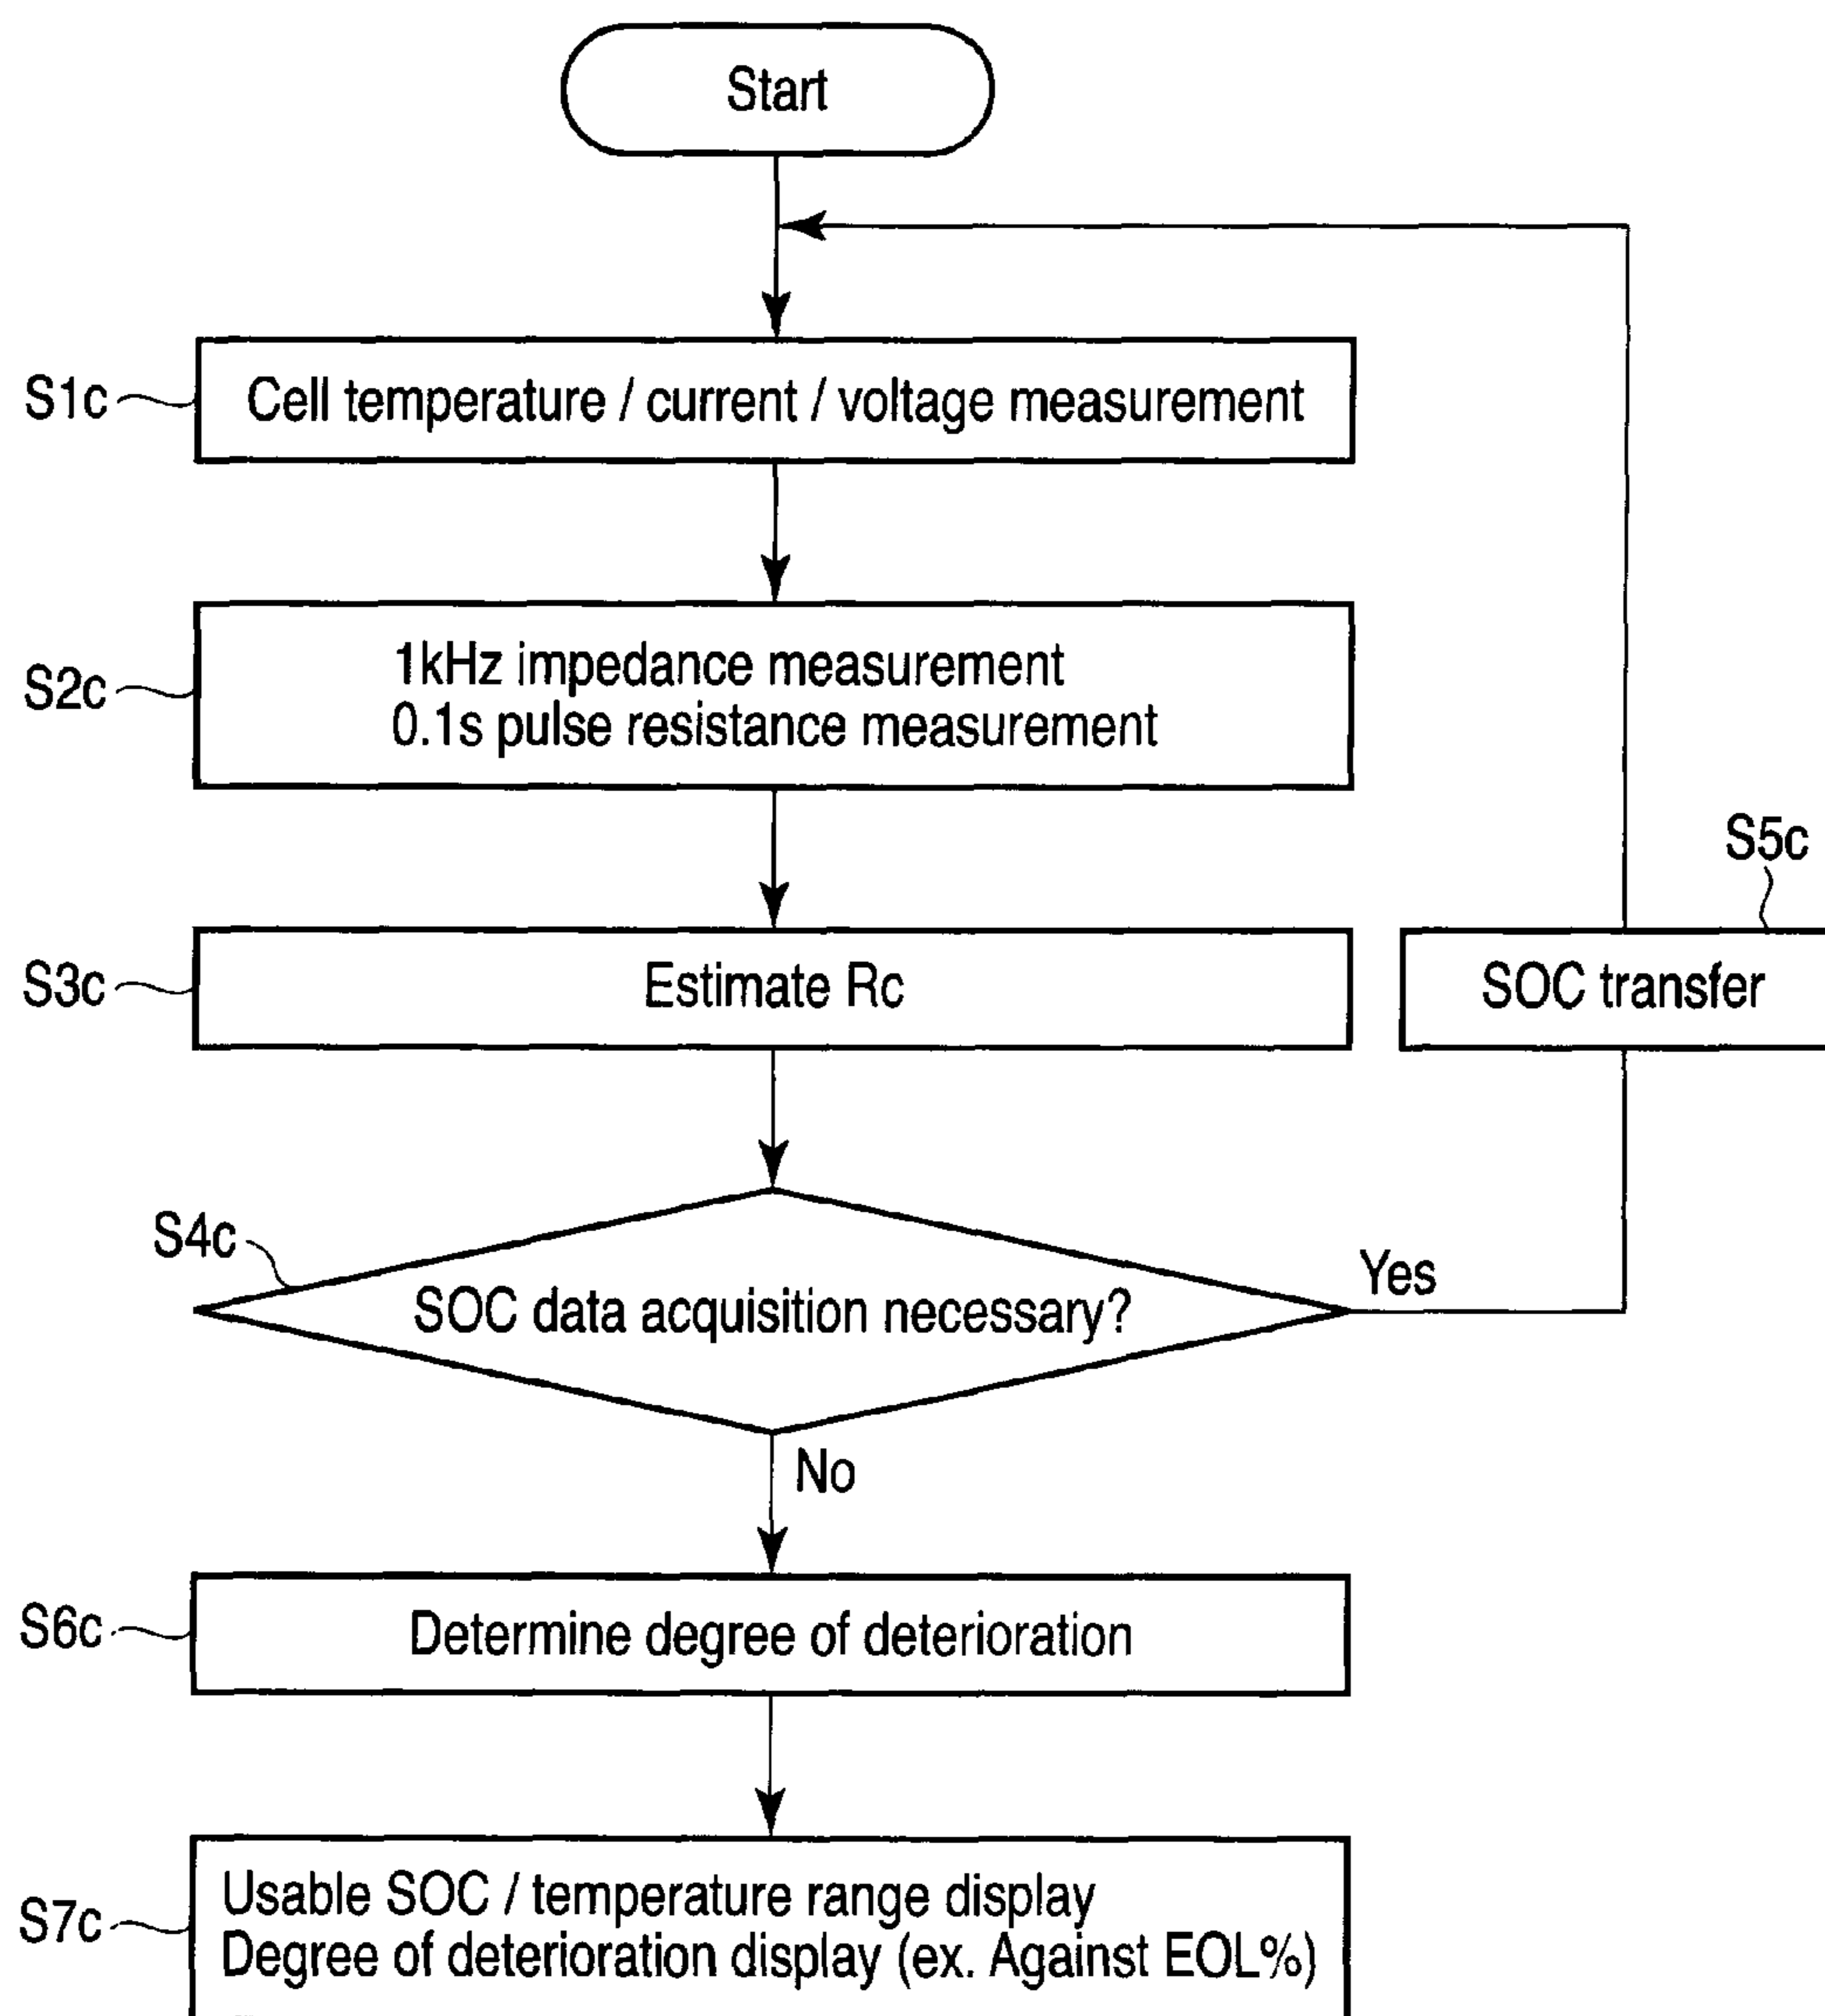 Start
S1c
Cell temperature / current / voltage measurement
S2c
1kHz impedance measurement
0.1s pulse resistance measurement
S5c
S3c
Estimate Rc
SOC transfer
S4c
SOC data acquisition necessary?
Yes
No
S6c
Determine degree of deterioration
S7c
Usable SOC / temperature range display
Degree of deterioration display (ex. Against EOL%)